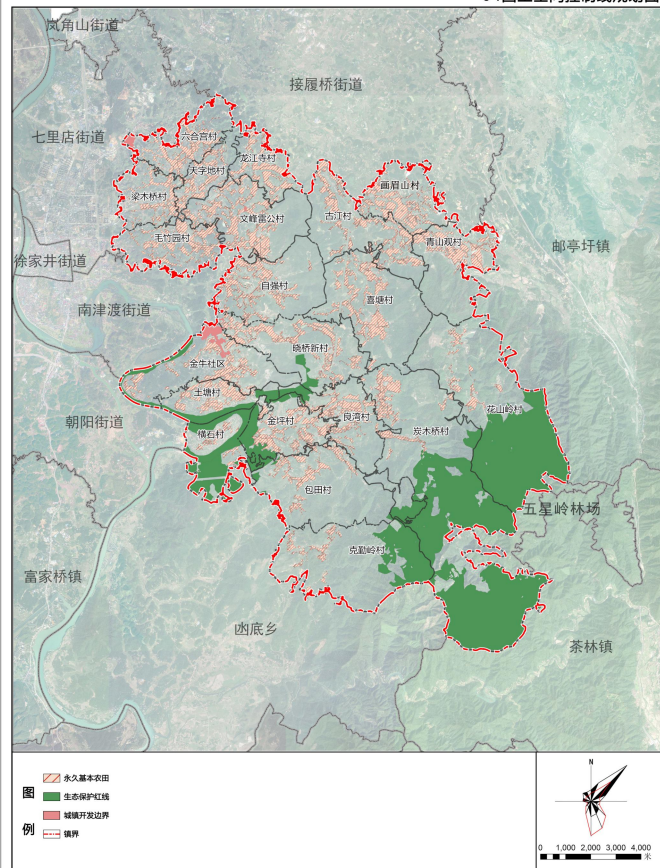 岚角山街道
接履桥街道
七里店街道
六合宫村
龙江寺村
天字地村
画眉山村
梁木桥村
文峰雷公村
古江村
毛竹园村
青山观村
邮亭圩镇
徐家井街道
自强村
喜塘村
南津渡街道
晓桥新村
金牛社区
土塘村
花山岭村
朝阳街道
金坪村
良湾村
横石村
炭木桥村
包田村
五星岭林场
克勤岭村
富家桥镇
凼底乡
茶林镇
图例
永久基本农田
生态保护红线
城镇开发边界
镇界
N
0 1,000 2,000 3,000 4,000 米